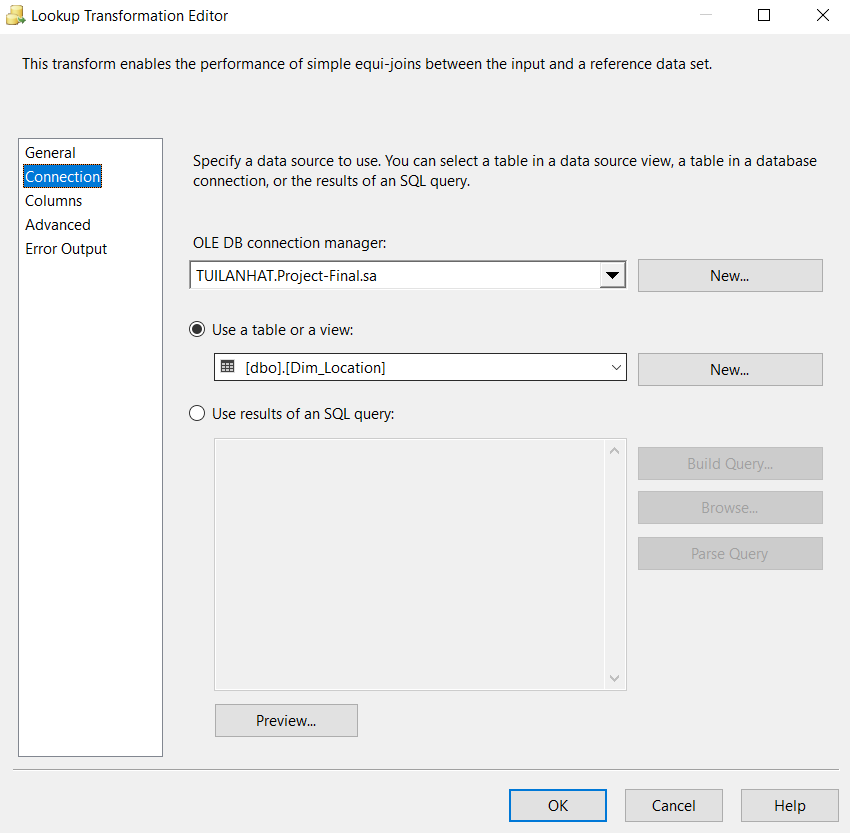 Lookup Transformation Editor
This transform enables the performance of simple equi-joins between the input and a reference data set.
General
Connection
Columns
Advanced
Error Output
Specify a data source to use. You can select a table in a data source view, a table in a database
connection, or the results of an SQL query.
OLE DB connection manager:
TUILANHAT.Project-Final.sa
New...
Use a table or a view:
[dbo].[Dim_Location]
New...
Use results of an SQL query:
Build Query...
Browse...
Parse Query
Preview...
OK
Cancel
Help